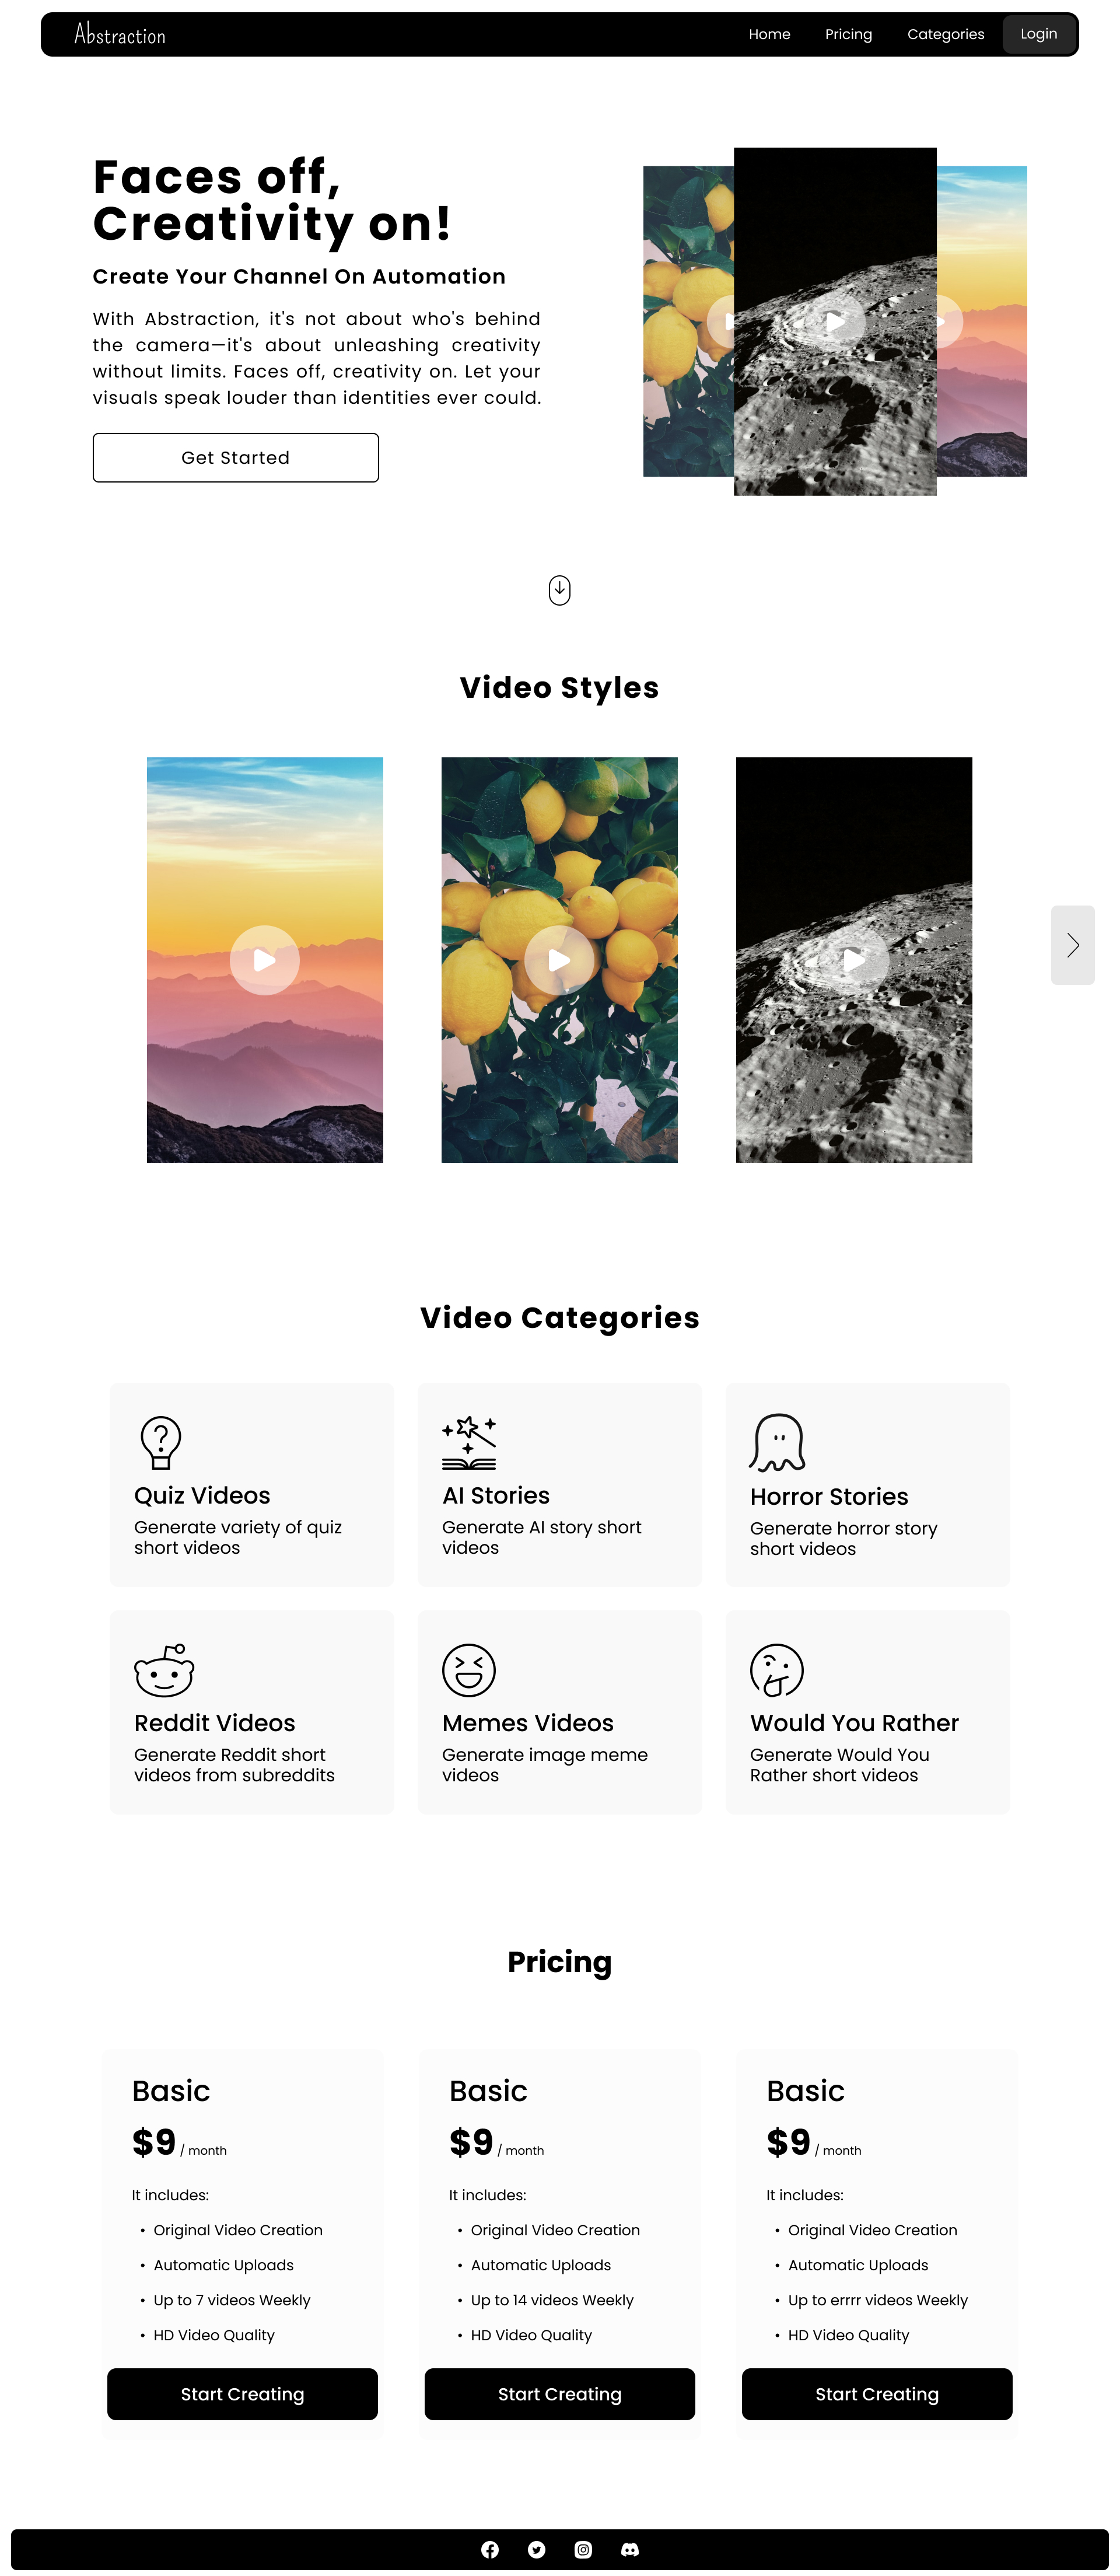 Abstraction
Home Pricing Categories Login
Faces off,
Creativity on!
Create Your Channel On Automation
With Abstraction, it's not about who's behind
the camera—it's about unleashing creativity
without limits. Faces off, creativity on. Let your
visuals speak louder than identities ever could.
Get Started
Video Styles
Video Categories
Quiz Videos
Generate variety of quiz
short videos
AI Stories
Generate AI story short
videos
Horror Stories
Generate horror story
short videos
Reddit Videos
Generate Reddit short
videos from subreddits
Memes Videos
Generate image meme
videos
Would You Rather
Generate Would You
Rather short videos
Pricing
Basic
$9 / month
It includes:
• Original Video Creation
• Automatic Uploads
• Up to 7 videos Weekly
• HD Video Quality
Start Creating
Basic
$9 / month
It includes:
• Original Video Creation
• Automatic Uploads
• Up to 14 videos Weekly
• HD Video Quality
Start Creating
Basic
$9 / month
It includes:
• Original Video Creation
• Automatic Uploads
• Up to errrr videos Weekly
• HD Video Quality
Start Creating